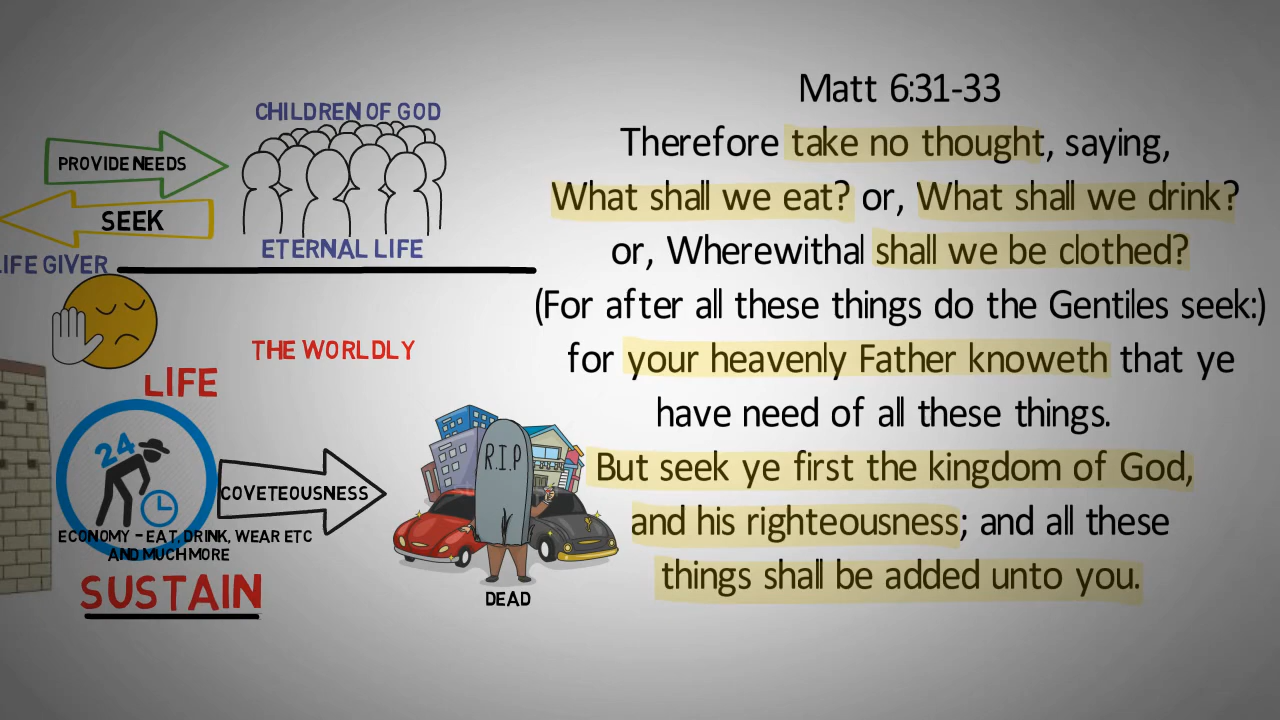 CHILDREN OF GOD
PROVIDE NEEDS
SEEK
ETERNAL LIFE
LIFE GIVER
THE WORLDLY
LIFE
24
COVETEOUSNESS
ECONOMY - EAT, DRINK, WEAR ETC
AND MUCH MORE
SUSTAIN
R.I.P
DEAD
Matt 6:31-33
Therefore take no thought, saying,
What shall we eat? or, What shall we drink?
or, Wherewithal shall we be clothed?
(For after all these things do the Gentiles seek:)
for your heavenly Father knoweth that ye
have need of all these things.
But seek ye first the kingdom of God,
and his righteousness; and all these
things shall be added unto you.